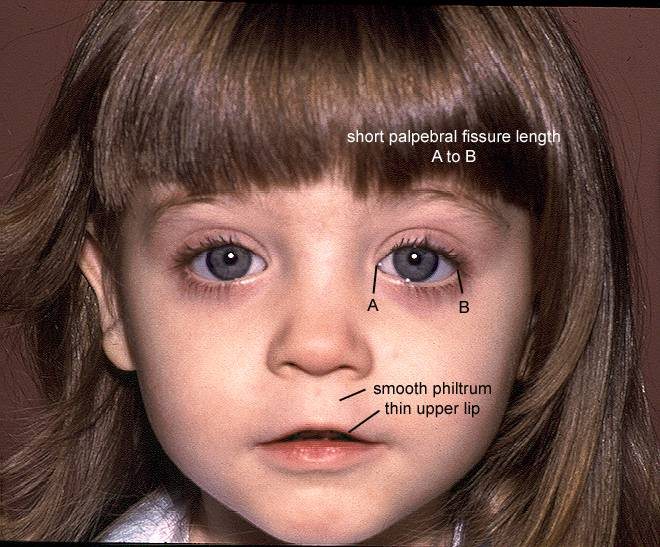 short palpebral fissure length
A to B
A
B
smooth philtrum
thin upper lip